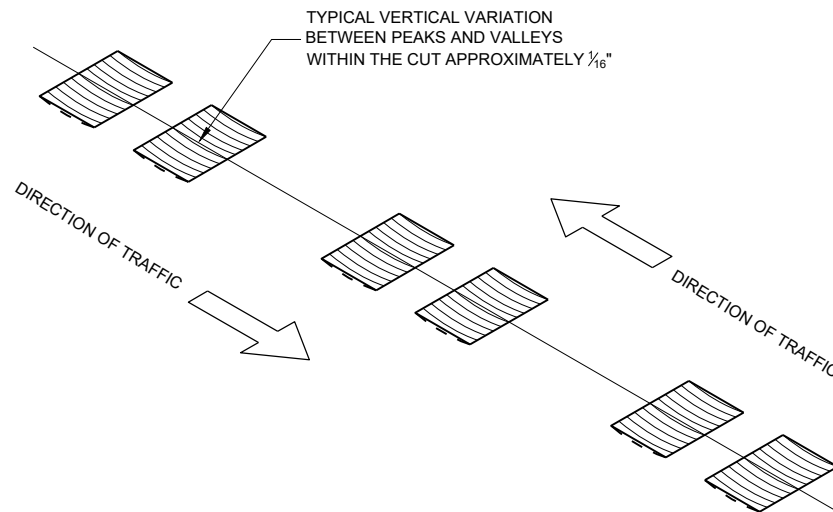 TYPICAL VERTICAL VARIATION
BETWEEN PEAKS AND VALLEYS
WITHIN THE CUT APPROXIMATELY 1⁄16"
DIRECTION OF TRAFFIC
DIRECTION OF TRAFFIC